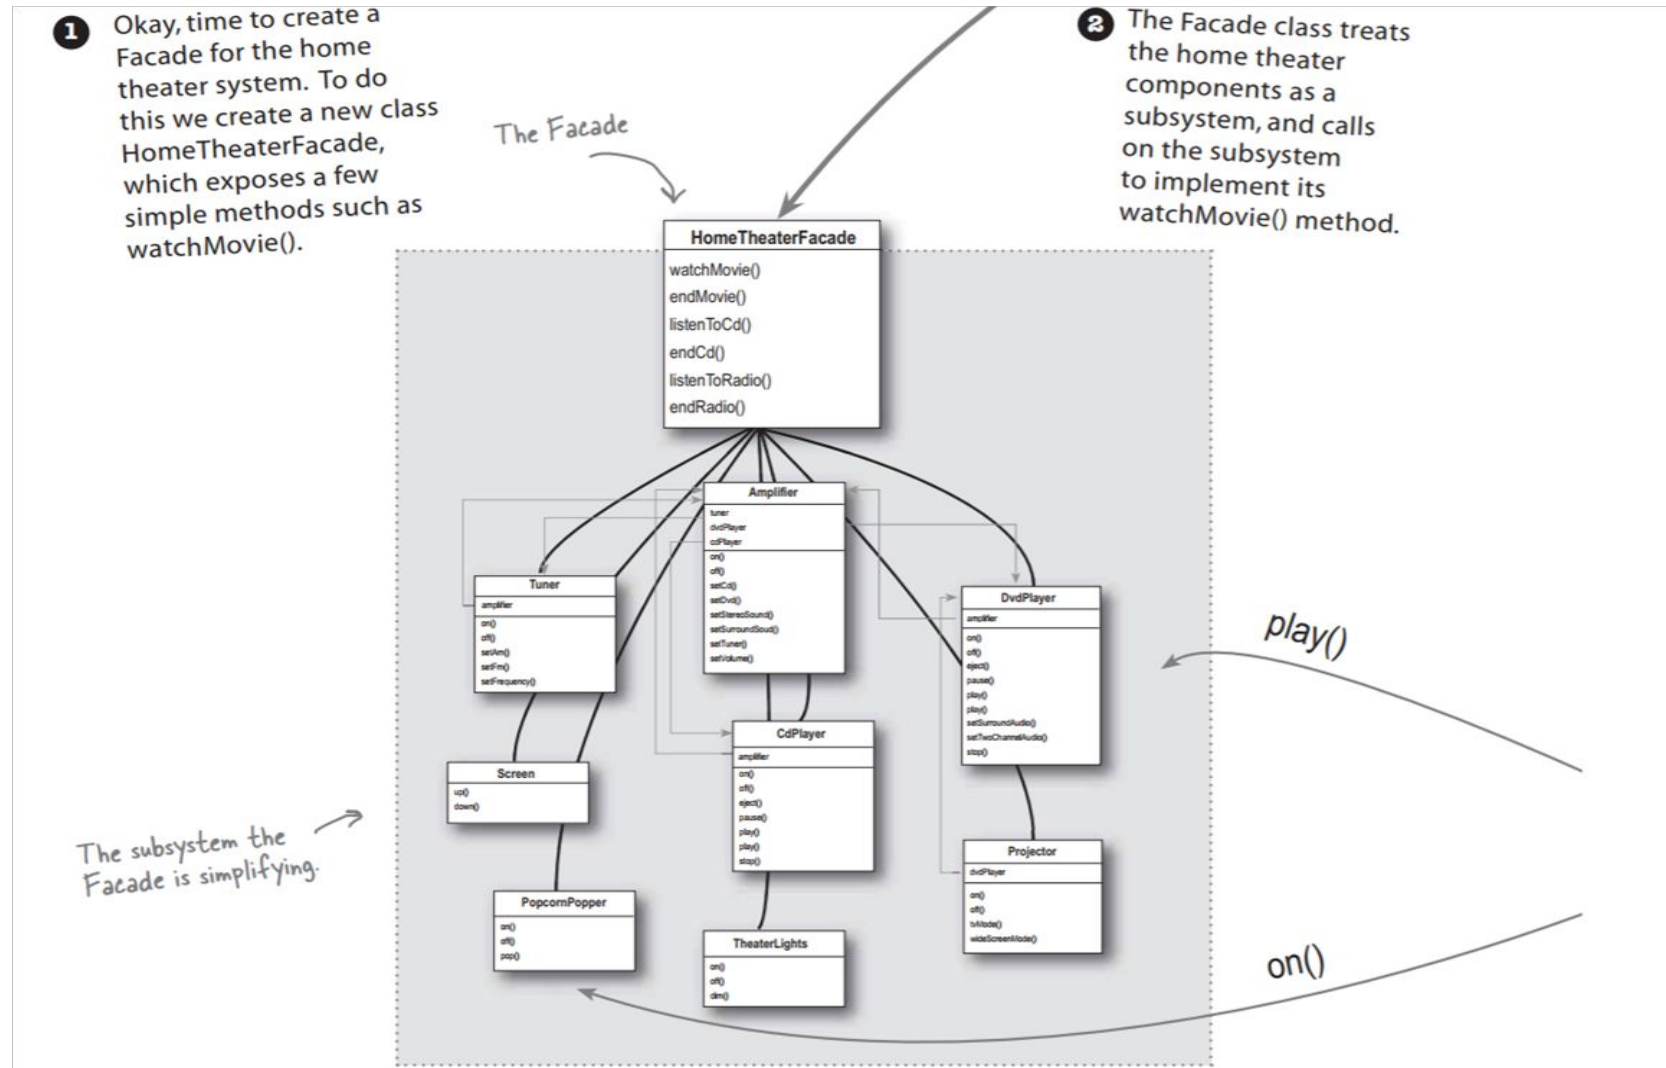 1
Okay, time to create a
Facade for the home
theater system. To do
this we create a new class
HomeTheaterFacade,
which exposes a few
simple methods such as
watchMovie().
The Facade
2
The Facade class treats
the home theater
components as a
subsystem, and calls
on the subsystem
to implement its
watchMovie() method.
HomeTheaterFacade
watchMovie()
endMovie()
listenToCd()
endCd()
listenToRadio()
endRadio()
Amplifier
tuner
dvdPlayer
cdPlayer
on()
off()
setCd()
setDvd()
setStereoSound()
setSurroundSoud()
setTuner()
setVolume()
Tuner
amplifier
on()
off()
setAm()
setFm()
setFrequency()
DvdPlayer
amplifier
on()
off()
eject()
pause()
play()
play()
setSurroundAudio()
setTwoChannelAudio()
stop()
play()
Screen
up()
down()
CdPlayer
amplifier
on()
off()
eject()
pause()
play()
play()
stop()
The subsystem the
Facade is simplifying.
Projector
dvdPlayer
on()
off()
tvMode()
wideScreenMode()
PopcornPopper
on()
off()
pop()
TheaterLights
on()
off()
dim()
on()